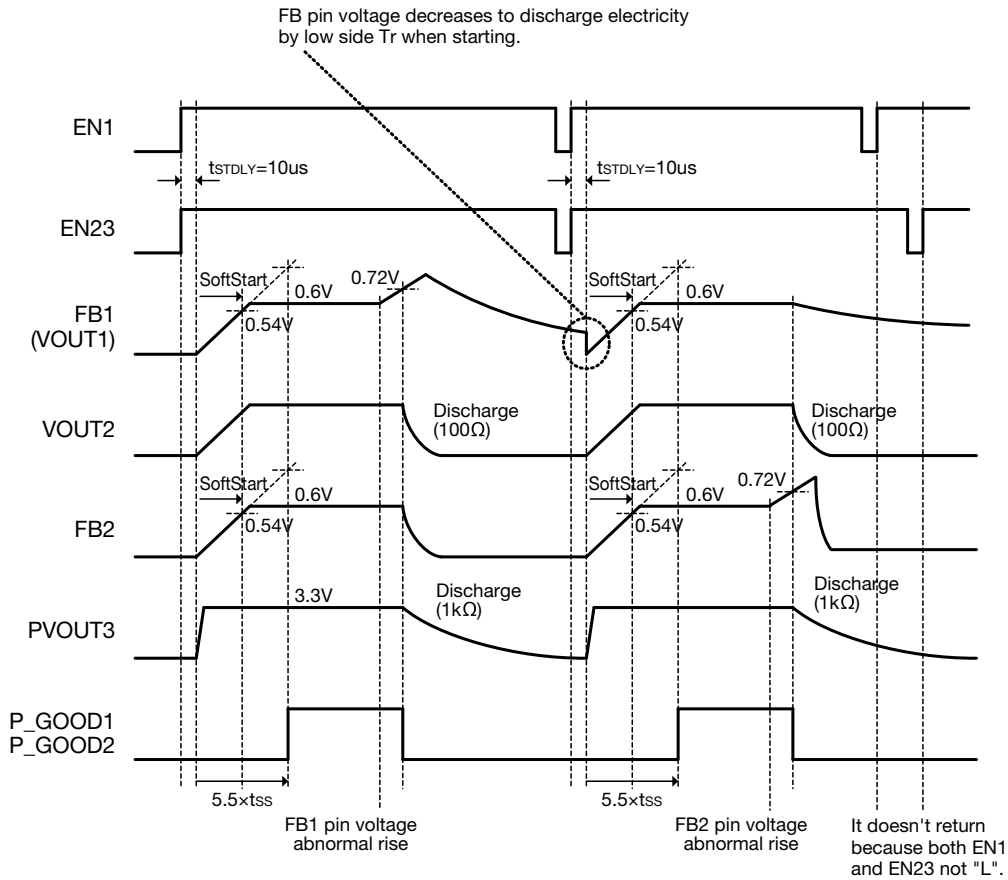 FB pin voltage decreases to discharge electricity
by low side Tr when starting.
EN1
tSTDLY=10us
tSTDLY=10us
EN23
SoftStart
0.6V
0.72V
SoftStart
0.6V
FB1
(VOUT1)
0.54V
0.54V
VOUT2
Discharge
(100Ω)
Discharge
(100Ω)
SoftStart
0.6V
SoftStart
0.6V
0.72V
FB2
0.54V
0.54V
PVOUT3
3.3V
Discharge
(1kΩ)
Discharge
(1kΩ)
P_GOOD1
P_GOOD2
5.5×tss
5.5×tss
FB1 pin voltage
abnormal rise
FB2 pin voltage
abnormal rise
It doesn't return
because both EN1
and EN23 not "L".